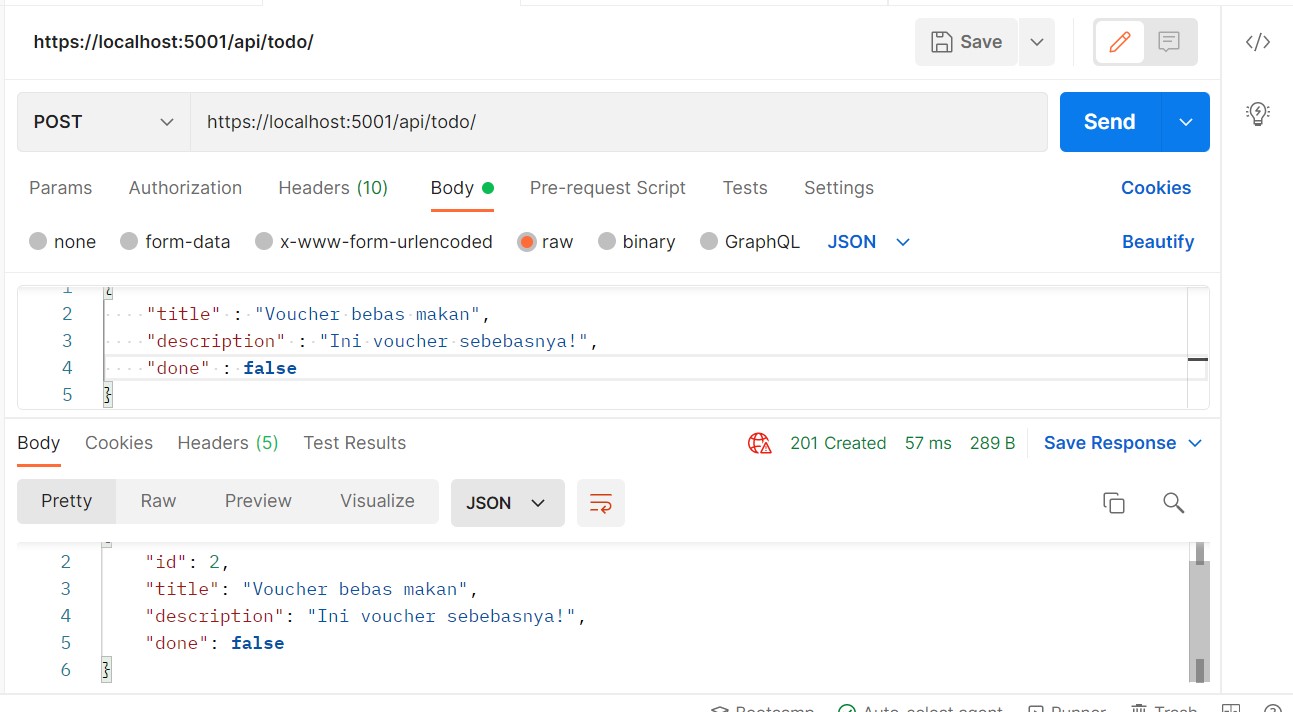 https://localhost:5001/api/todo/
Save
POST
https://localhost:5001/api/todo/
Send
Params Authorization Headers (10) Body Pre-request Script Tests Settings Cookies
none form-data x-www-form-urlencoded raw binary GraphQL JSON Beautify
1 {
2 "title" : "Voucher bebas makan",
3 "description" : "Ini voucher sebebasnya!",
4 "done" : false
5 }
Body Cookies Headers (5) Test Results 201 Created 57 ms 289 B Save Response
Pretty Raw Preview Visualize JSON
2 "id": 2,
3 "title": "Voucher bebas makan",
4 "description": "Ini voucher sebebasnya!",
5 "done": false
6 }
Bootcamp Auto-select agent Runner Trash